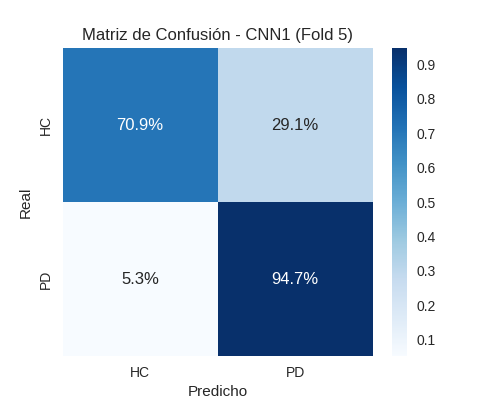 Matriz de Confusión - CNN1 (Fold 5)
HC
70.9%
29.1%
PD
5.3%
94.7%
Real
HC
PD
Predicho
0.9
0.8
0.7
0.6
0.5
0.4
0.3
0.2
0.1